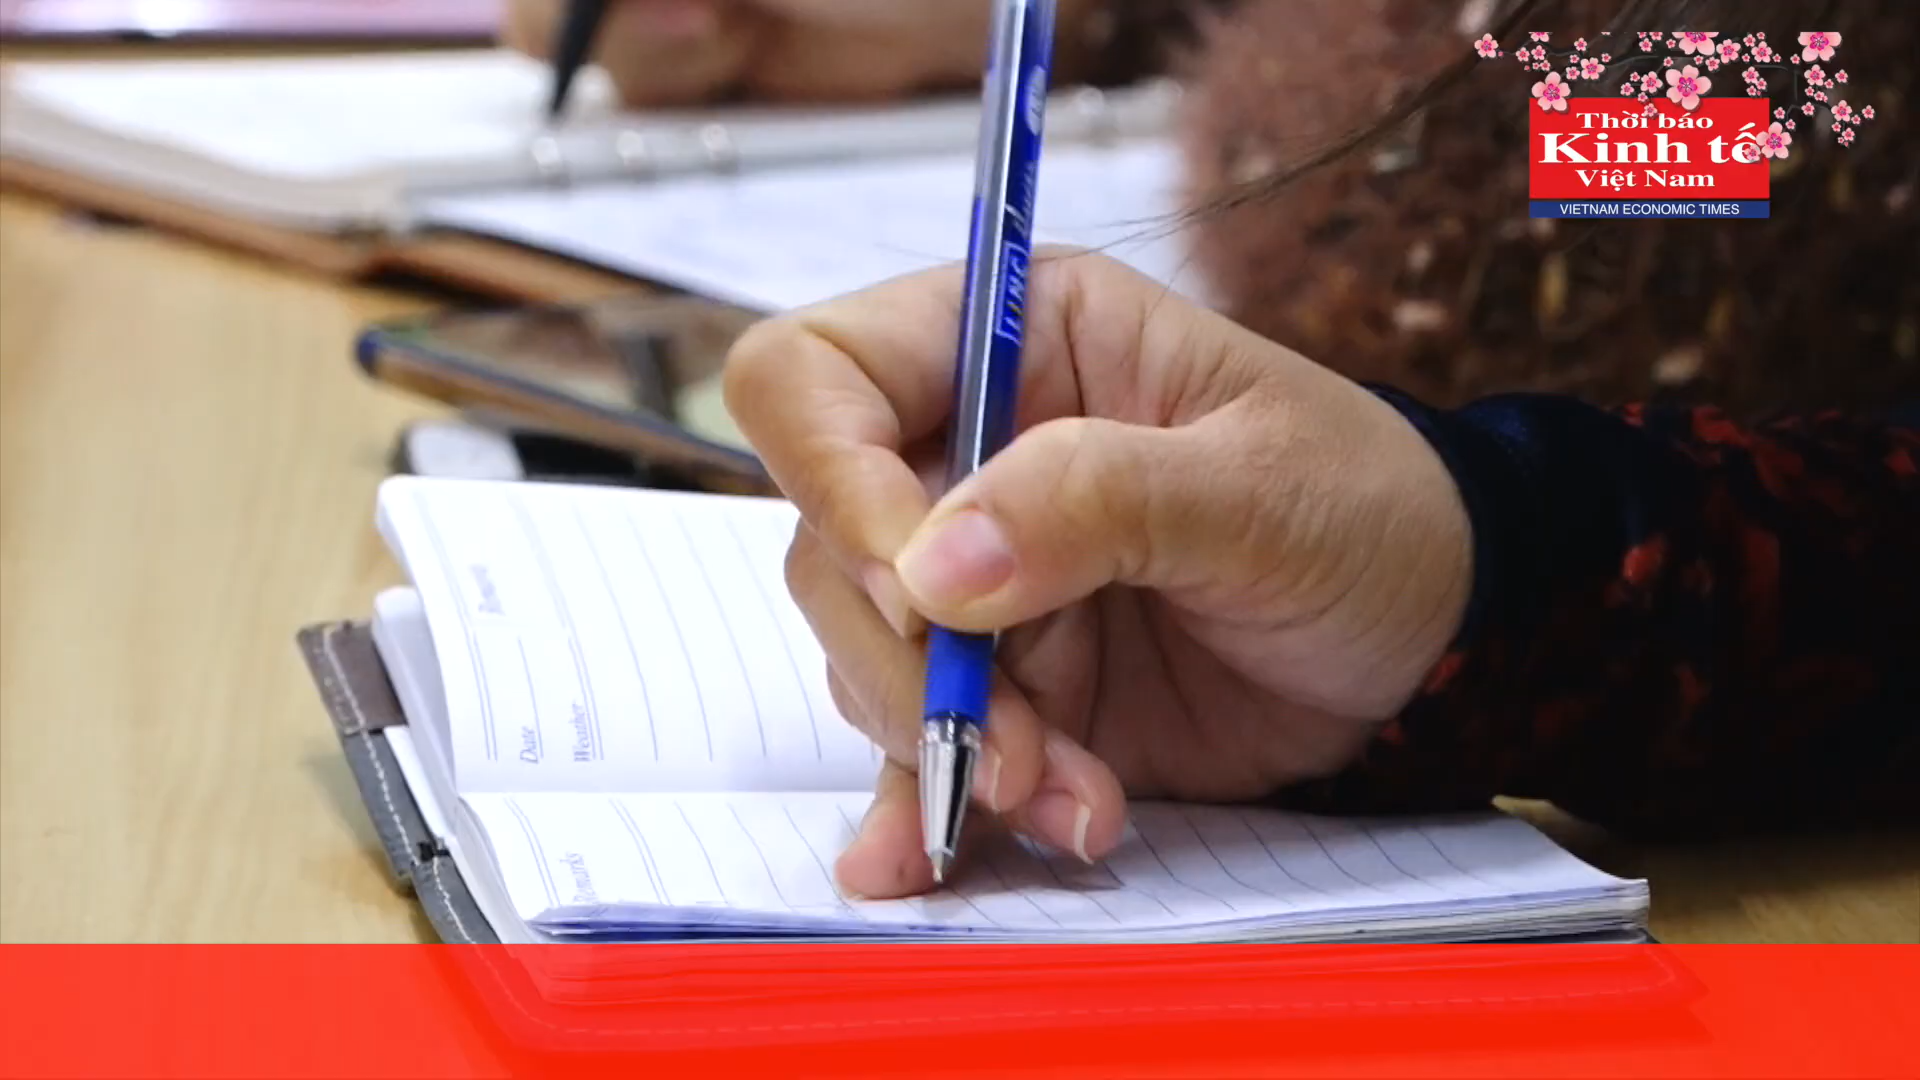 Thời báo
Kinh tế
Việt Nam
VIETNAM ECONOMIC TIMES
Date
Weather
Remarks